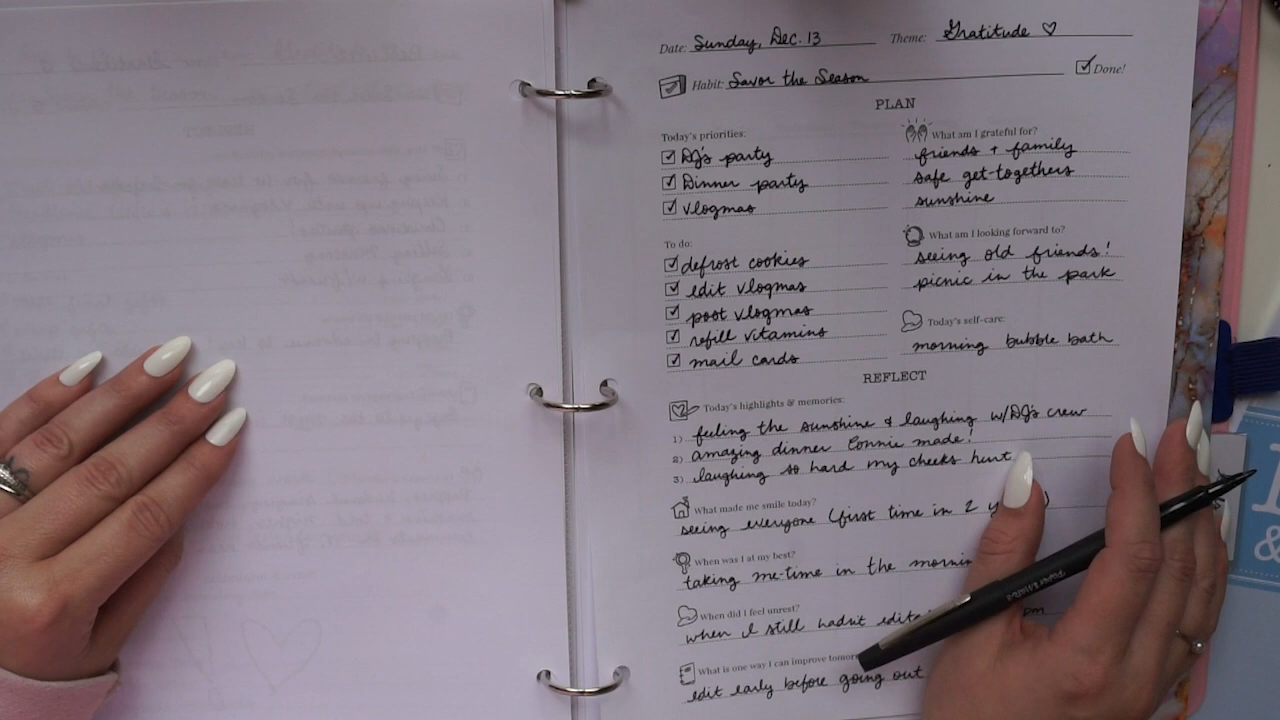 Date: Sunday, Dec. 13 Theme: Gratitude ♡
Habit: Savor the Season Done!
PLAN
Today's priorities:
DJ's party
Dinner party
vlogmas
To do:
defrost cookies
edit vlogmas
post vlogmas
refill vitamins
mail cards
What am I grateful for?
friends + family
safe get-togethers
sunshine
What am I looking forward to?
seeing old friends!
picnic in the park
Today's self-care:
morning bubble bath
REFLECT
Today's highlights & memories:
1) feeling the sunshine & laughing w/DJ's crew
2) amazing dinner Connie made!
3) laughing so hard my cheeks hurt
What made me smile today?
seeing everyone (first time in 2
When was I at my best?
taking me-time in the
When did I feel unrest?
when I still hadn't pm
What is one way I can improve
edit early before going out
&